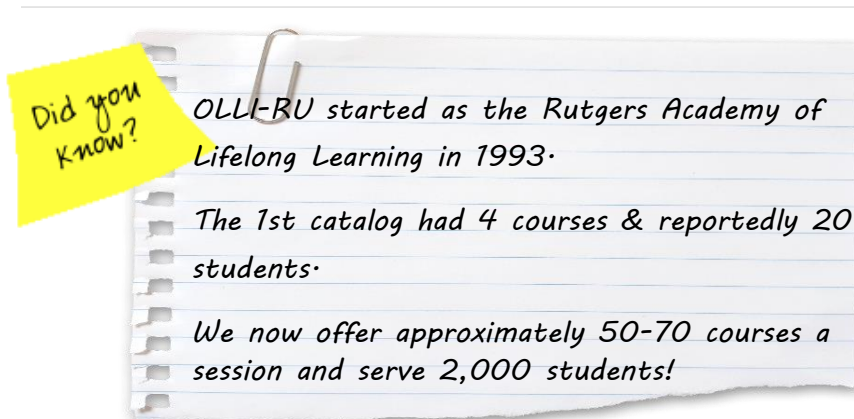 Did you
Know?
OLLI-RU started as the Rutgers Academy of
Lifelong Learning in 1993.
The 1st catalog had 4 courses & reportedly 20
students.
We now offer approximately 50-70 courses a
session and serve 2,000 students!